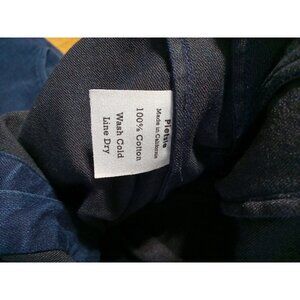 Made in California
100% Cotton
Wash Cold
Line Dry